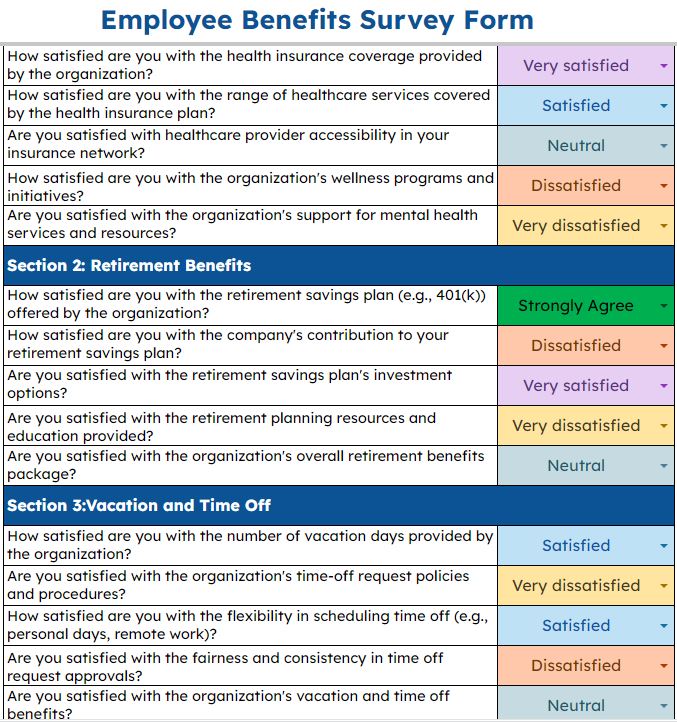 Employee Benefits Survey Form
How satisfied are you with the health insurance coverage provided
by the organization?
Very satisfied
How satisfied are you with the range of healthcare services covered
by the health insurance plan?
Satisfied
Are you satisfied with healthcare provider accessibility in your
insurance network?
Neutral
How satisfied are you with the organization's wellness programs and
initiatives?
Dissatisfied
Are you satisfied with the organization's support for mental health
services and resources?
Very dissatisfied
Section 2: Retirement Benefits
How satisfied are you with the retirement savings plan (e.g., 401(k))
offered by the organization?
Strongly Agree
How satisfied are you with the company's contribution to your
retirement savings plan?
Dissatisfied
Are you satisfied with the retirement savings plan's investment
options?
Very satisfied
Are you satisfied with the retirement planning resources and
education provided?
Very dissatisfied
Are you satisfied with the organization's overall retirement benefits
package?
Neutral
Section 3:Vacation and Time Off
How satisfied are you with the number of vacation days provided by
the organization?
Satisfied
Are you satisfied with the organization's time-off request policies
and procedures?
Very dissatisfied
How satisfied are you with the flexibility in scheduling time off (e.g.,
personal days, remote work)?
Satisfied
Are you satisfied with the fairness and consistency in time off
request approvals?
Dissatisfied
Are you satisfied with the organization's vacation and time off
benefits?
Neutral